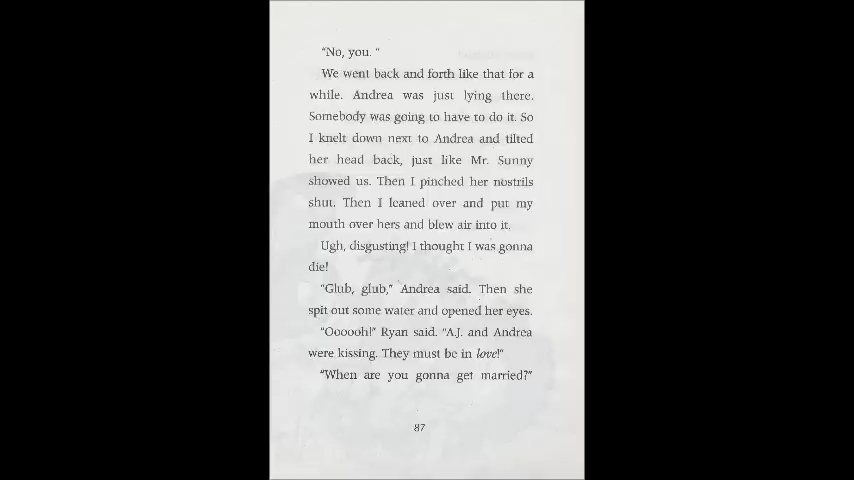 "No, you. "
We went back and forth like that for a
while. Andrea was just lying there.
Somebody was going to have to do it. So
I knelt down next to Andrea and tilted
her head back, just like Mr. Sunny
showed us. Then I pinched her nostrils
shut. Then I leaned over and put my
mouth over hers and blew air into it.
Ugh, disgusting! I thought I was gonna
die!
"Glub, glub," Andrea said. Then she
spit out some water and opened her eyes.
"Oooooh!" Ryan said. "A.J. and Andrea
were kissing. They must be in love!"
"When are you gonna get married?"
87